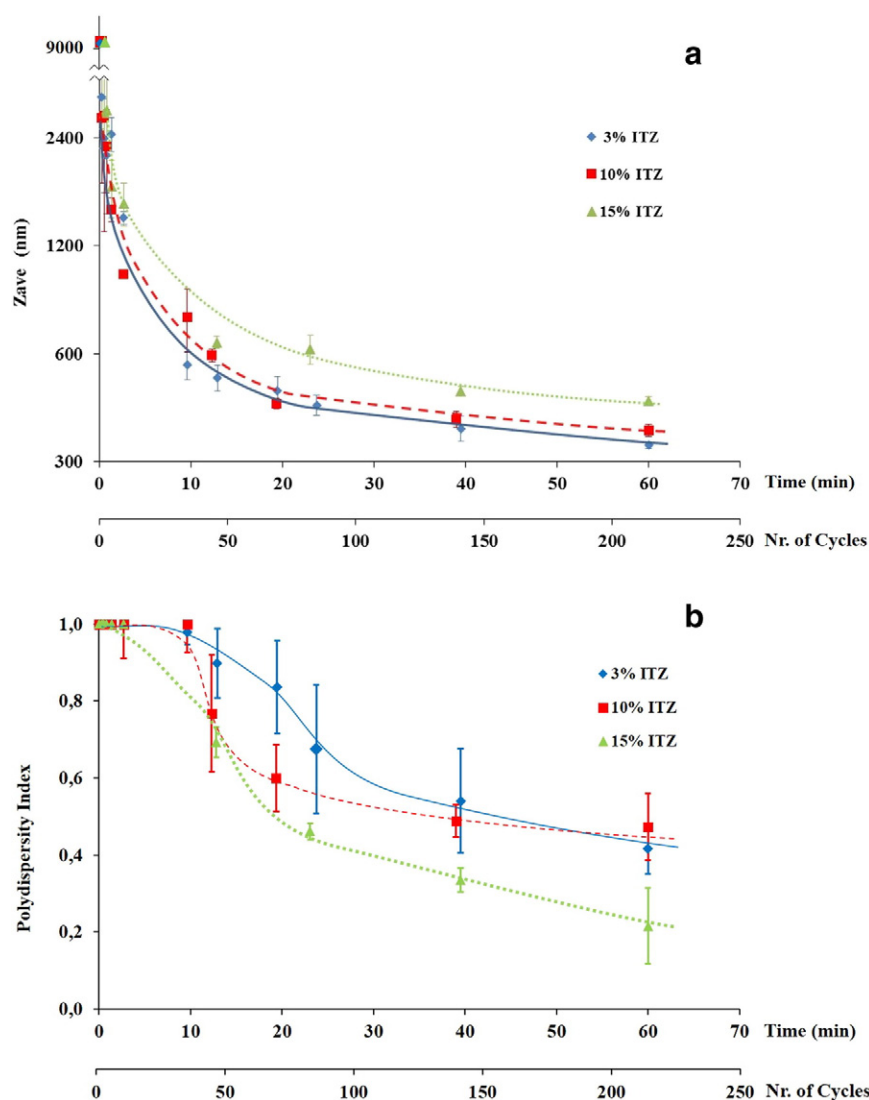 a
9000
2400
1200
600
300
Zave (nm)
3% ITZ
10% ITZ
15% ITZ
0 10 20 30 40 50 60 70 Time (min)
0 50 100 150 200 250 Nr. of Cycles
b
1,0
0,8
0,6
0,4
0,2
0,0
Polydispersity Index
3% ITZ
10% ITZ
15% ITZ
0 10 20 30 40 50 60 70 Time (min)
0 50 100 150 200 250 Nr. of Cycles